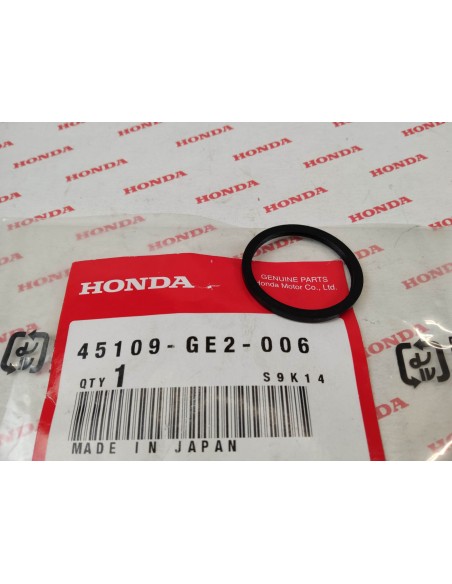 HONDA
GENUINE PARTS
Honda Motor Co., Ltd.
45109-GE2-006
QTY 1
S9K14
MADE IN JAPAN